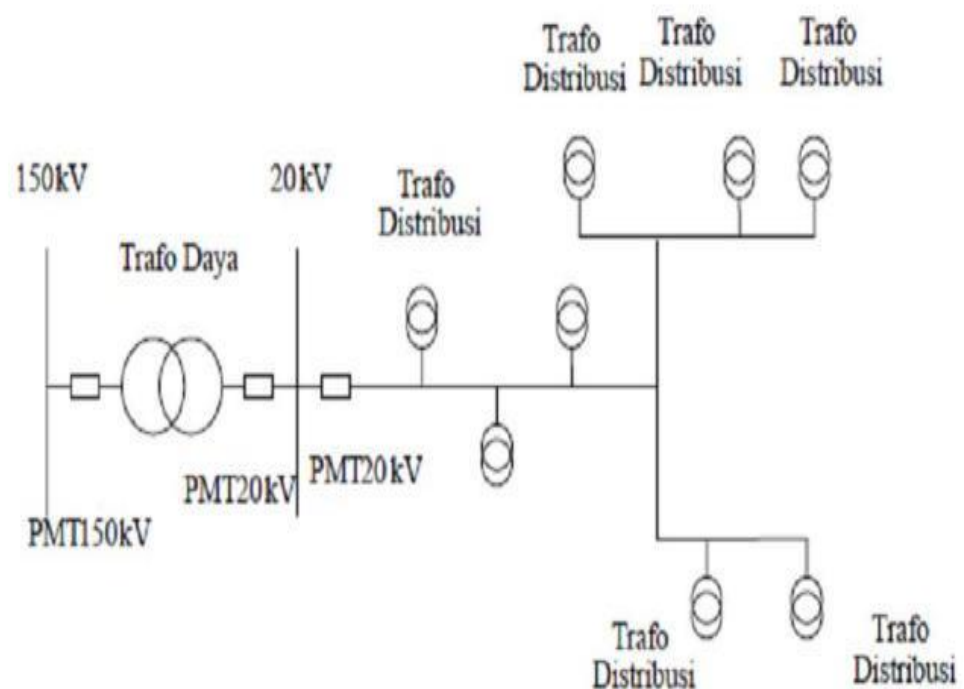 Trafo
Distribusi
Trafo
Distribusi
Trafo
Distribusi
150kV
20kV
Trafo
Distribusi
Trafo Daya
PMT20kV
PMT20kV
PMT150kV
Trafo
Distribusi
Trafo
Distribusi